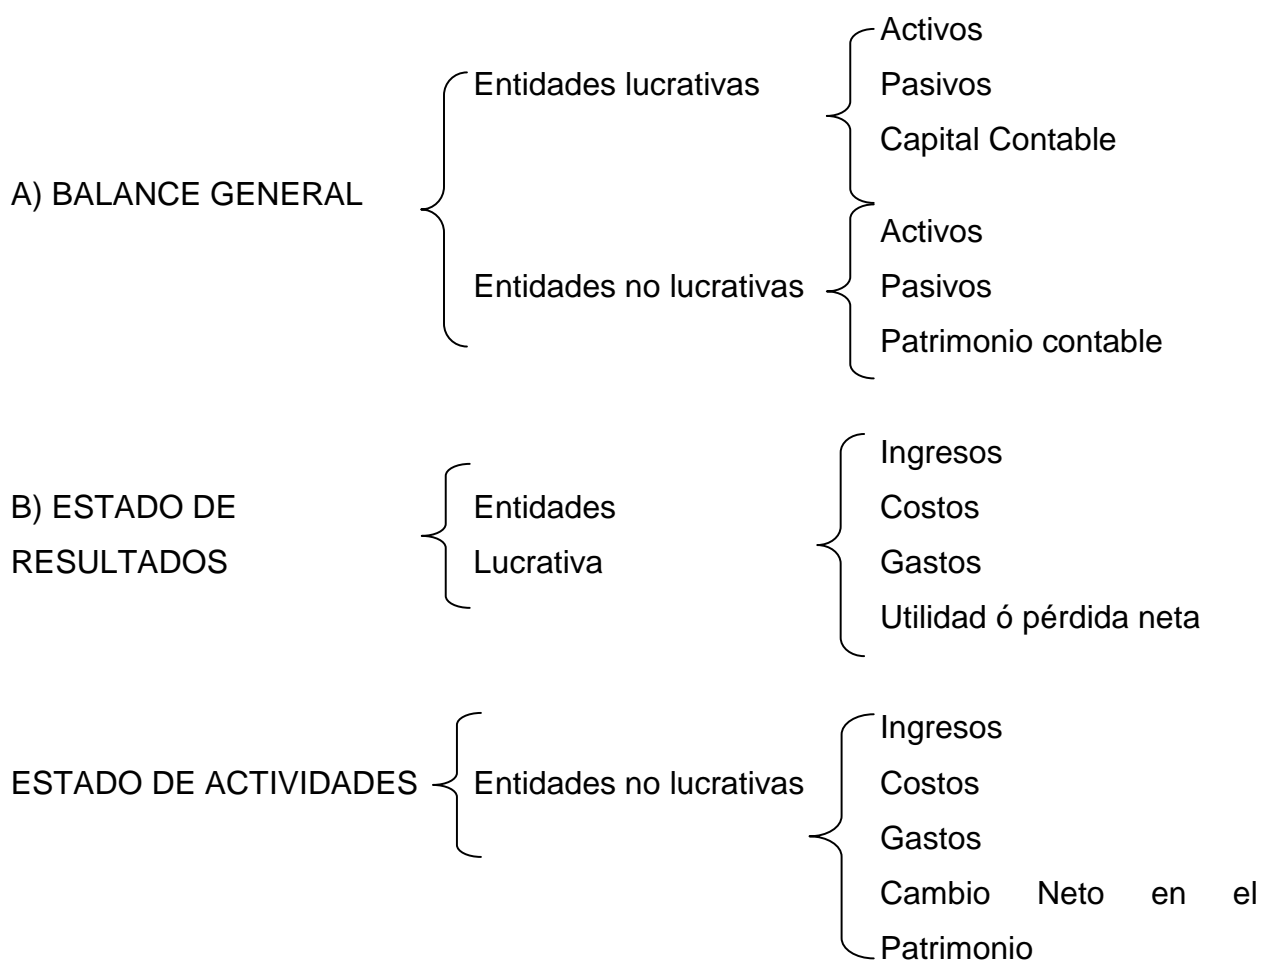 A) BALANCE GENERAL
Entidades lucrativas
Activos
Pasivos
Capital Contable
Entidades no lucrativas
Activos
Pasivos
Patrimonio contable
B) ESTADO DE
RESULTADOS
Entidades
Lucrativa
Ingresos
Costos
Gastos
Utilidad ó pérdida neta
ESTADO DE ACTIVIDADES
Entidades no lucrativas
Ingresos
Costos
Gastos
Cambio Neto en el
Patrimonio